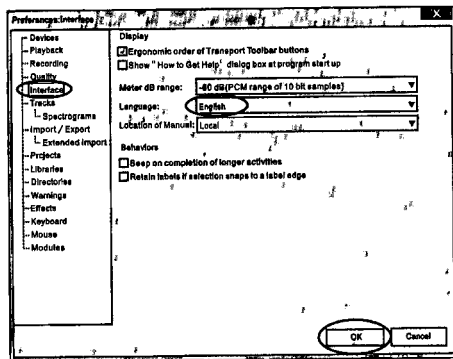 Preferences:Interface
X
Devices
Playback
Recording
Quality
Interface
Tracks
Spectrograms
Import / Export
Extended import
Projects
Libraries
Directories
Warnings
Effects
Keyboard
Mouse
Modules
Display
Ergonomic order of Transport Toolbar buttons
Show "How to Get Help" dialog box at program start up
Meter dB range: -60 dB(PCM range of 10 bit samples)
Language: English
Location of Manual: Local
Behaviors
Beep on completion of longer activities
Retain labels if selection snaps to a label edge
OK Cancel